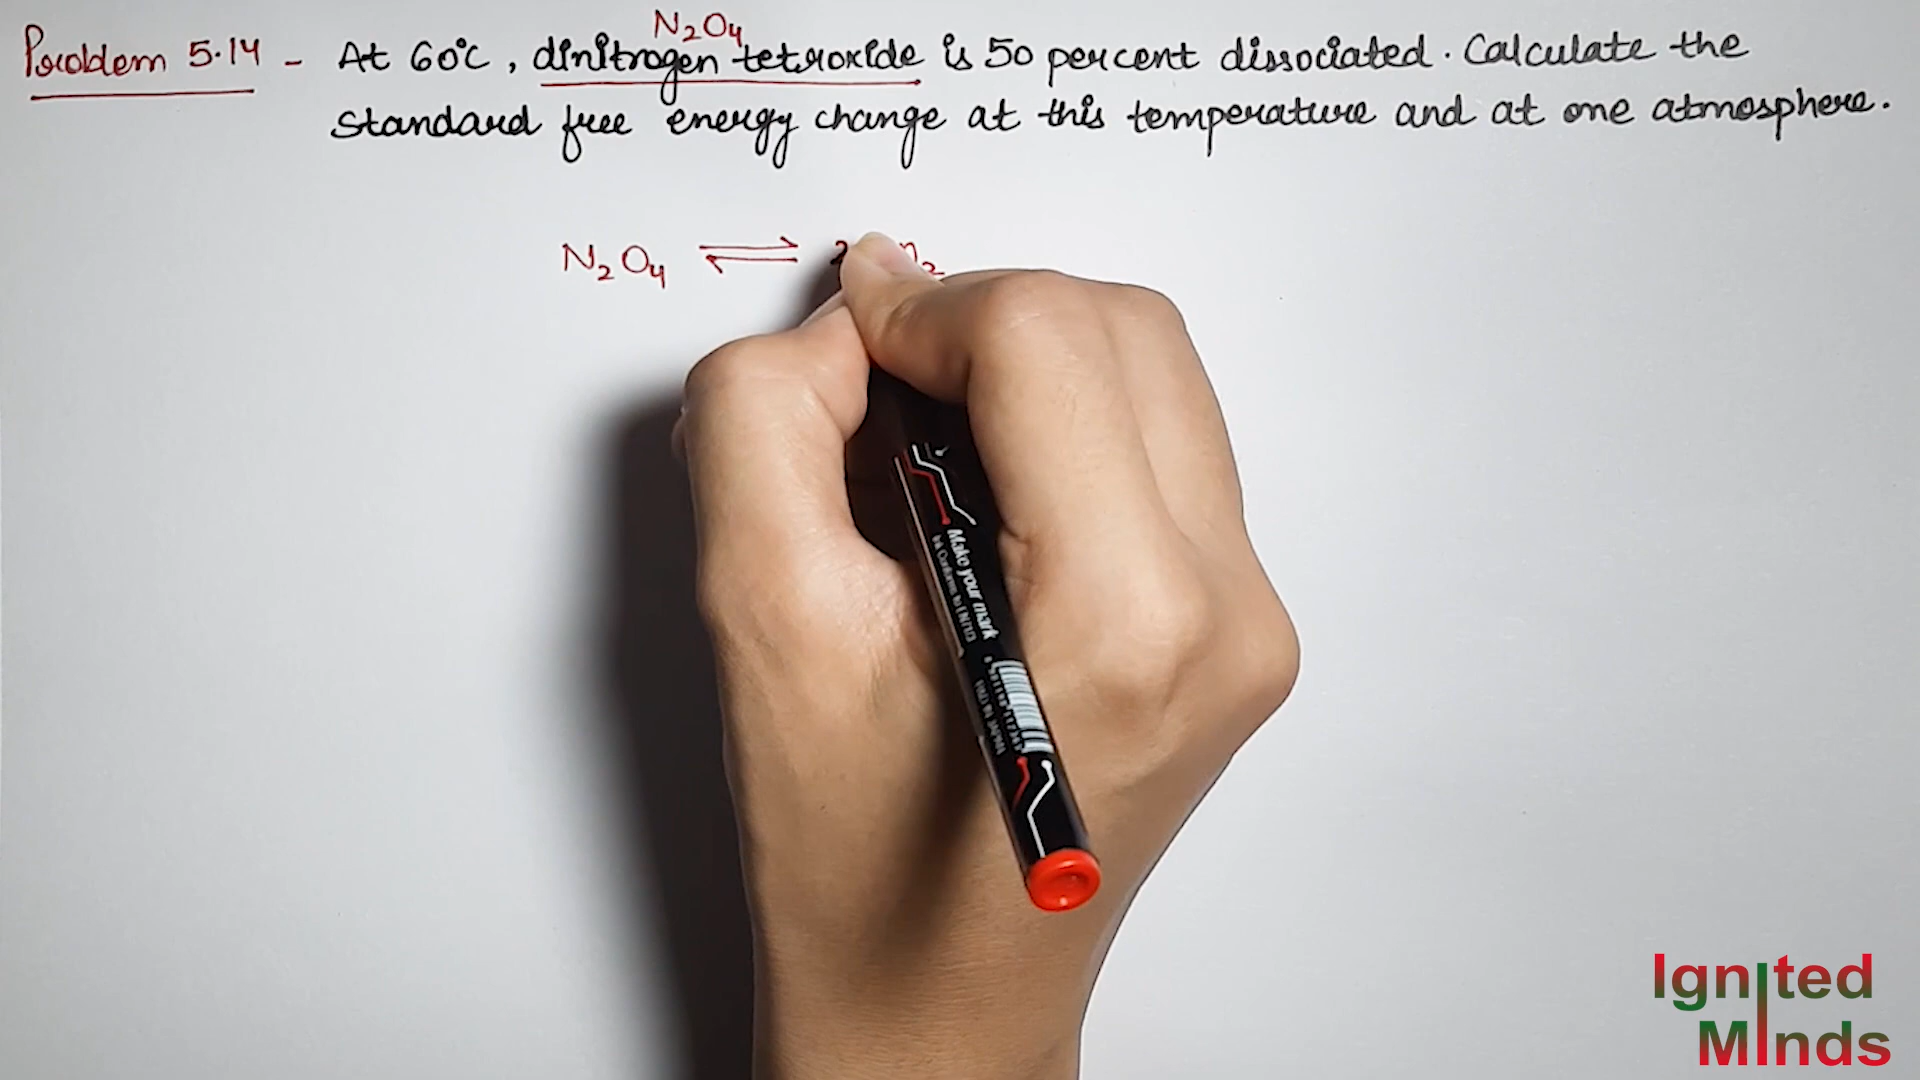 N2O4
Problem 5.14 - At 60°C, dinitrogen tetroxide is 50 percent dissociated. Calculate the
standard free energy change at this temperature and at one atmosphere.
N2O4 ⇌ 2
Make your mark
Ignited
Minds